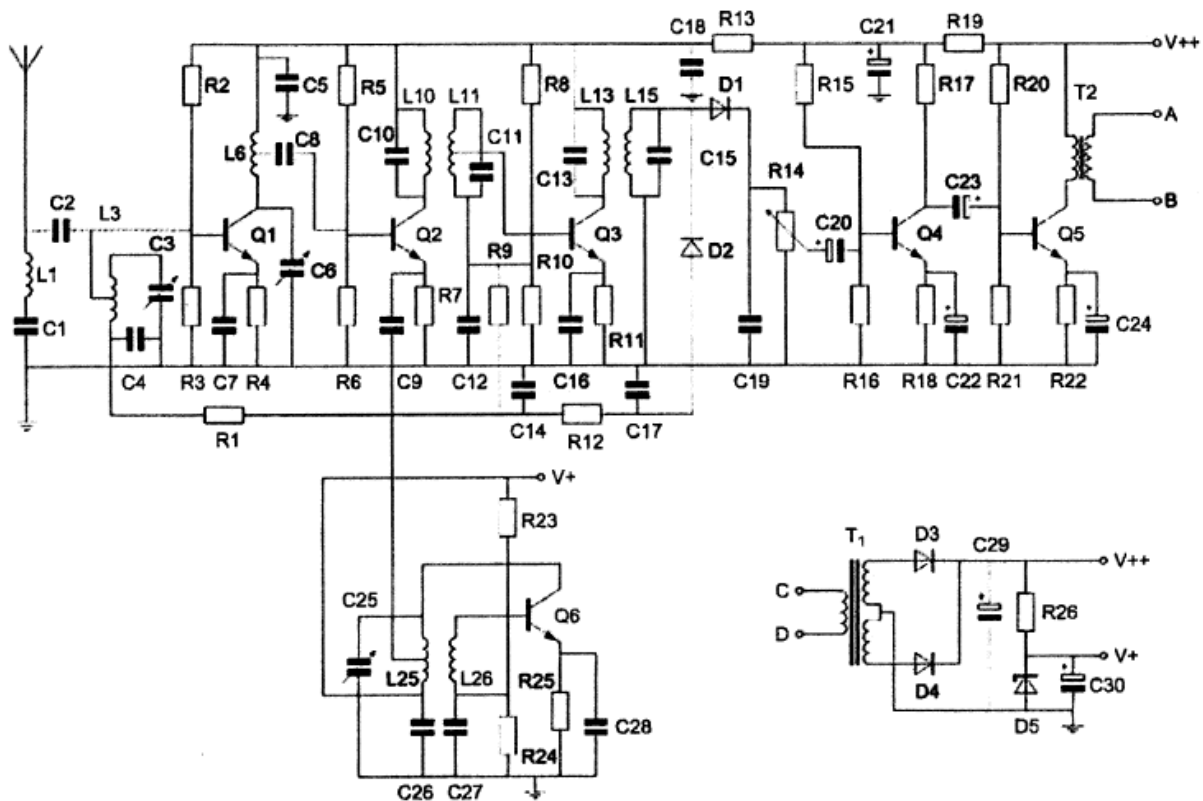 C18 R13 C21 R19
V++
R2 C5 R5 L10 L11 R8 L13 L15 D1 R15 R17 R20 T2
A
L6 C8 C10 C11 C13 C15 R14 C23
B
C2 L3 C3 Q1 C6 Q2 R9 R10 Q3 D2 C20 Q4 Q5
L1 R7 R11
C1 C24
C4 R3 C7 R4 R6 C9 C12 C16 C19 R16 R18 C22 R21 R22
R1 C14 R12 C17
V+
R23
T1 D3 C29
V++
C25 Q6 C
R26
D
V+
L25 L26 R25 D4 C30
C28 D5
R24
C26 C27
+
+
+
+
+
+
+